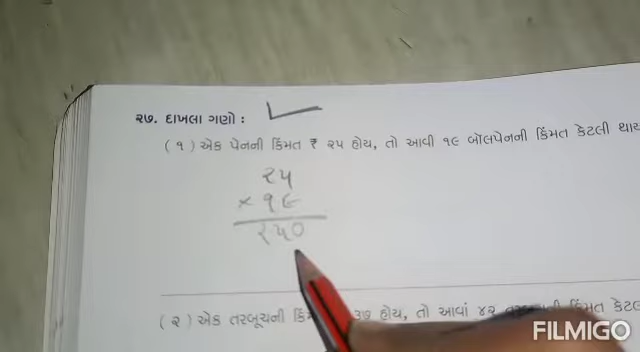 ૨૭. દાખલા ગણો :
(૧) એક પેનની કિંમત ₹ ૨૫ હોય, તો આવી ૧૯ બૉલપેનની કિંમત કેટલી થાય
૨૫
× ૧૯
૨૫૦
(૨) એક તરબૂચની ૩૭ હોય, તો આવાં ૪૨ કિંમત
FILMIGO